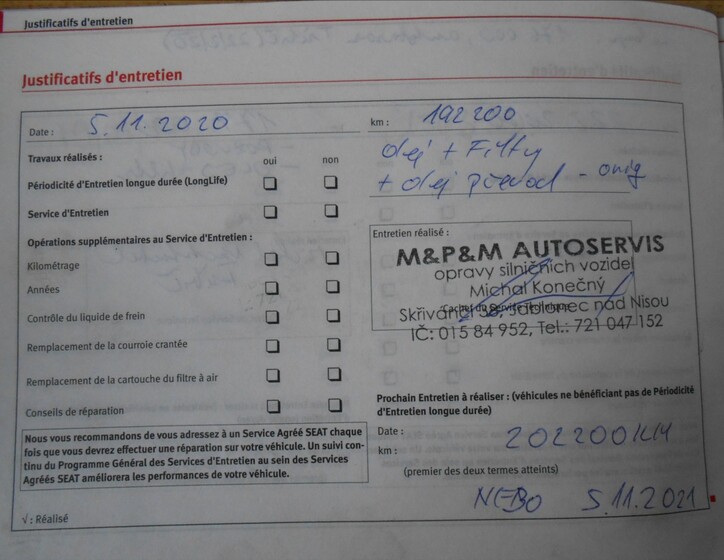 Justificatifs d'entretien
Justificatifs d'entretien
Date : 5.11.2020
km : 192200
Travaux réalisés :
oui non
olej + Filtry
Périodicité d'Entretien longue durée (LongLife)
+ olej převod - orig
Service d'Entretien
Opérations supplémentaires au Service d'Entretien :
Kilométrage
Années
Contrôle du liquide de frein
Remplacement de la courroie crantée
Remplacement de la cartouche du filtre à air
Conseils de réparation
Entretien réalisé :
M&P&M AUTOSERVIS
opravy silničních vozidel
Michal Konečný
Skřivánčí 38, Jablonec nad Nisou
IČ: 015 84 952, Tel.: 721 047 152
Nous vous recommandons de vous adressez à un Service Agréé SEAT chaque
fois que vous devrez effectuer une réparation sur votre véhicule. Un suivi con-
tinu du Programme Général des Services d'Entretien au sein des Services
Agréés SEAT améliorera les performances de votre véhicule.
Prochain Entretien à réaliser : (véhicules ne bénéficiant pas de Périodicité
d'Entretien longue durée)
Date :
202200KM
km :
(premier des deux termes atteints)
NEBO 5.11.2021
√ : Réalisé